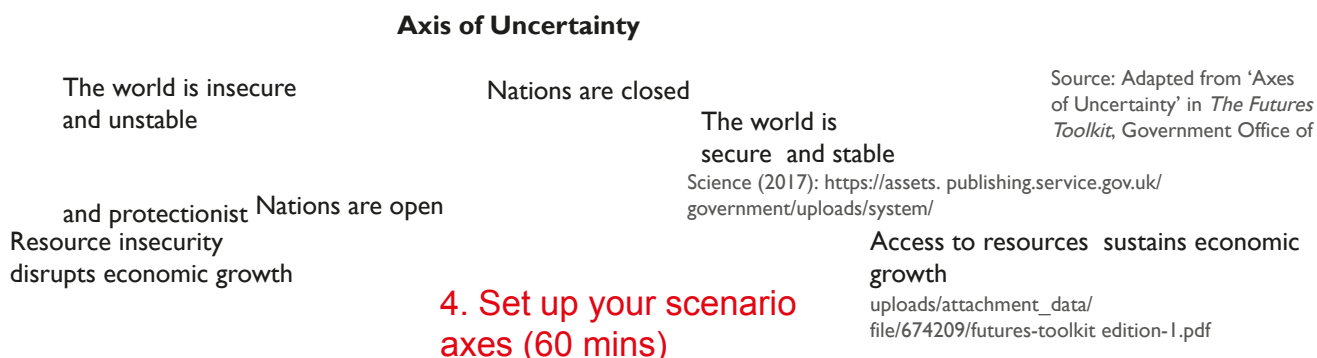 Axis of Uncertainty
The world is insecure
and unstable
Nations are closed
The world is
secure and stable
Source: Adapted from ‘Axes
of Uncertainty’ in The Futures
Toolkit, Government Office of
Science (2017): https://assets. publishing.service.gov.uk/
government/uploads/system/
and protectionist Nations are open
Resource insecurity
disrupts economic growth
Access to resources sustains economic
growth
uploads/attachment_data/
file/674209/futures-toolkit edition-1.pdf
4. Set up your scenario
axes (60 mins)